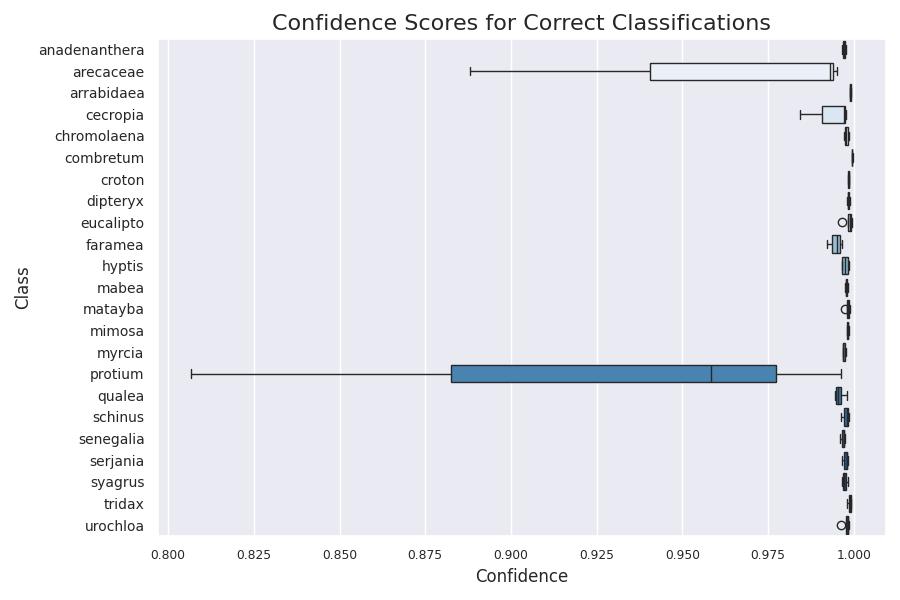 Confidence Scores for Correct Classifications
anadenanthera
arecaceae
arrabidaea
cecropia
chromolaena
combretum
croton
dipteryx
eucalipto
faramea
hyptis
mabea
matayba
mimosa
myrcia
protium
qualea
schinus
senegalia
serjania
syagrus
tridax
urochloa
Class
0.800 0.825 0.850 0.875 0.900 0.925 0.950 0.975 1.000
Confidence